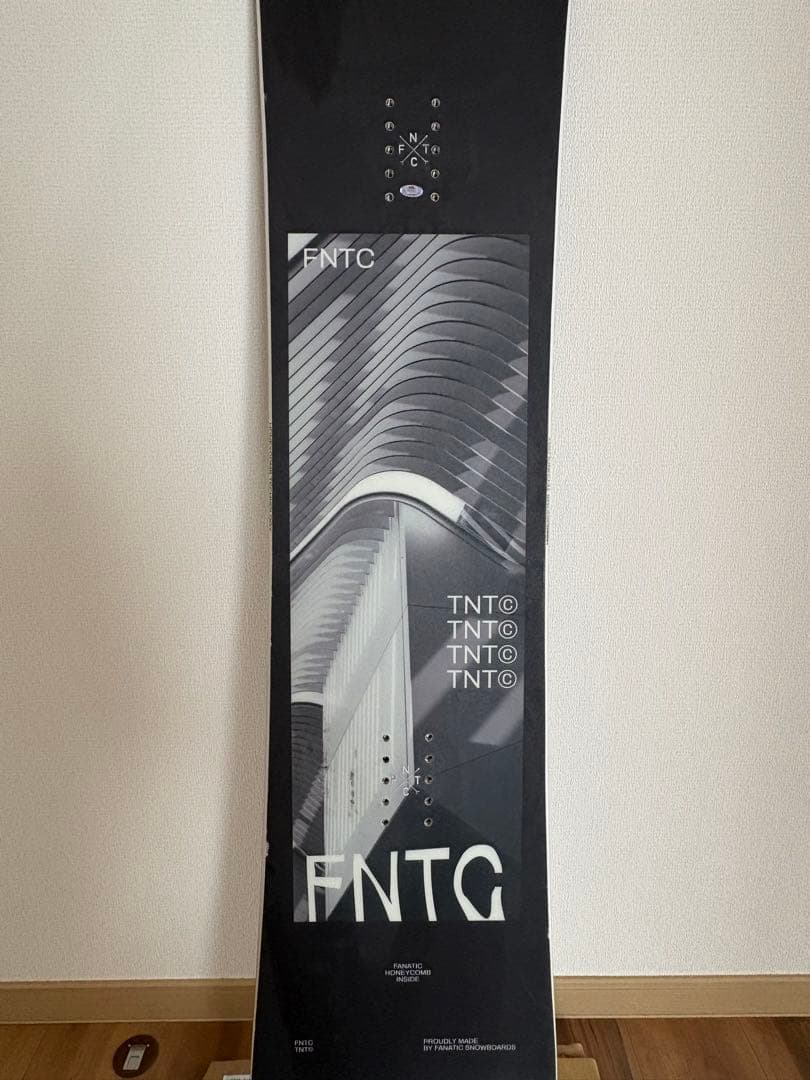 N
F T
C
FNTC
TNT©
TNT©
TNT©
TNT©
N
F T
C
FNTC
FANATIC
HONEYCOMB
INSIDE
FNTC
TNT©
PROUDLY MADE
BY FANATIC SNOWBOARDS